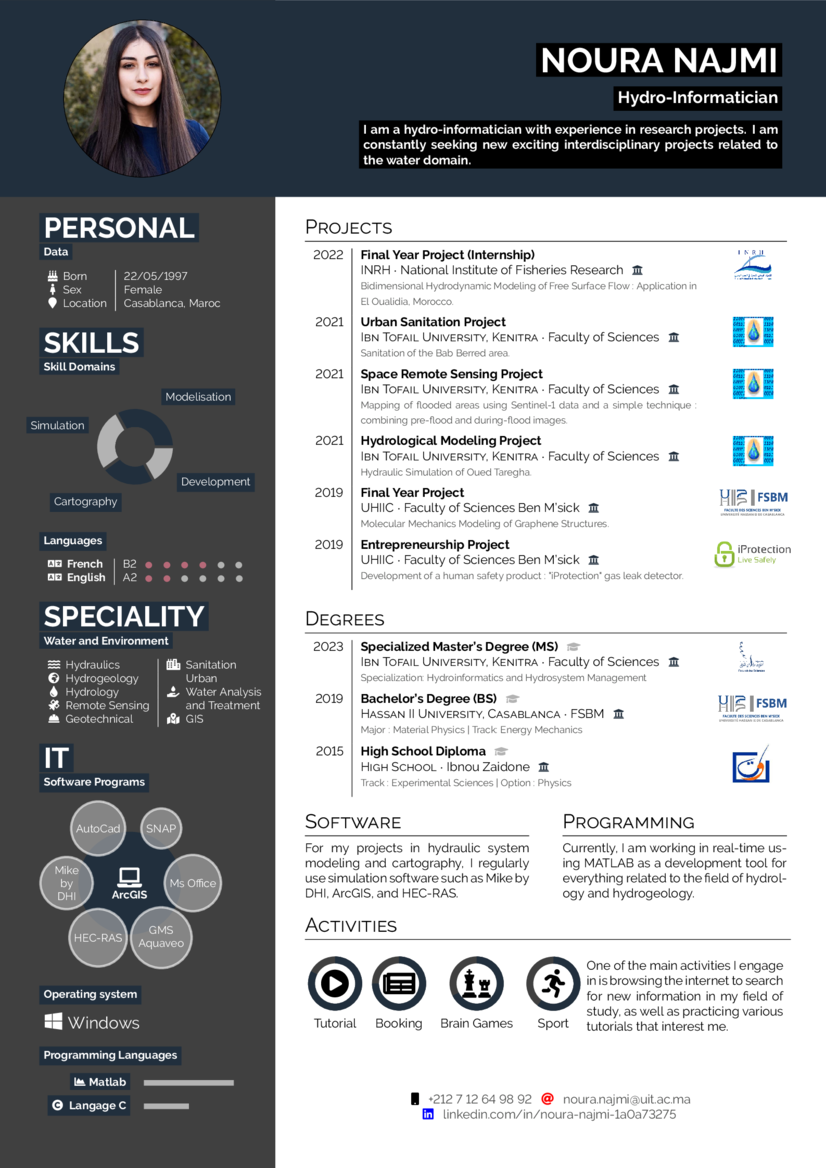 NOURA NAJMI
Hydro-Informatician
I am a hydro-informatician with experience in research projects. I am
constantly seeking new exciting interdisciplinary projects related to
the water domain.
PERSONAL
Data
Born 22/05/1997
Sex Female
Location Casablanca, Maroc
SKILLS
Skill Domains
Modelisation
Simulation
Development
Cartography
Languages
French B2
English A2
SPECIALITY
Water and Environment
Hydraulics
Hydrogeology
Hydrology
Remote Sensing
Geotechnical
Sanitation
Urban
Water Analysis
and Treatment
GIS
IT
Software Programs
AutoCad
SNAP
Mike
by
DHI
ArcGIS
Ms Office
HEC-RAS
GMS
Aquaveo
Operating system
Windows
Programming Languages
Matlab
C Langage C
PROJECTS
2022 Final Year Project (Internship)
INRH · National Institute of Fisheries Research
Bidimensional Hydrodynamic Modeling of Free Surface Flow : Application in
El Oualidia, Morocco.
I N R H
2021 Urban Sanitation Project
IBN TOFAIL UNIVERSITY, KENITRA · Faculty of Sciences
Sanitation of the Bab Berred area.
2021 Space Remote Sensing Project
IBN TOFAIL UNIVERSITY, KENITRA · Faculty of Sciences
Mapping of flooded areas using Sentinel-1 data and a simple technique :
combining pre-flood and during-flood images.
2021 Hydrological Modeling Project
IBN TOFAIL UNIVERSITY, KENITRA · Faculty of Sciences
Hydraulic Simulation of Oued Taregha.
2019 Final Year Project
UHIIC · Faculty of Sciences Ben M'sick
Molecular Mechanics Modeling of Graphene Structures.
FSBM
2019 Entrepreneurship Project
UHIIC · Faculty of Sciences Ben M'sick
Development of a human safety product : "iProtection" gas leak detector.
iProtection
Live Safely
DEGREES
2023 Specialized Master's Degree (MS)
IBN TOFAIL UNIVERSITY, KENITRA · Faculty of Sciences
Specialization: Hydroinformatics and Hydrosystem Management
2019 Bachelor's Degree (BS)
HASSAN II UNIVERSITY, CASABLANCA · FSBM
Major : Material Physics | Track: Energy Mechanics
FSBM
2015 High School Diploma
HIGH SCHOOL · Ibnou Zaidone
Track : Experimental Sciences | Option : Physics
SOFTWARE
For my projects in hydraulic system
modeling and cartography, I regularly
use simulation software such as Mike by
DHI, ArcGIS, and HEC-RAS.
PROGRAMMING
Currently, I am working in real-time us-
ing MATLAB as a development tool for
everything related to the field of hydrol-
ogy and hydrogeology.
ACTIVITIES
Tutorial
Booking
Brain Games
Sport
One of the main activities I engage
in is browsing the internet to search
for new information in my field of
study, as well as practicing various
tutorials that interest me.
+212 7 12 64 98 92 @ noura.najmi@uit.ac.ma
in linkedin.com/in/noura-najmi-1a0a73275